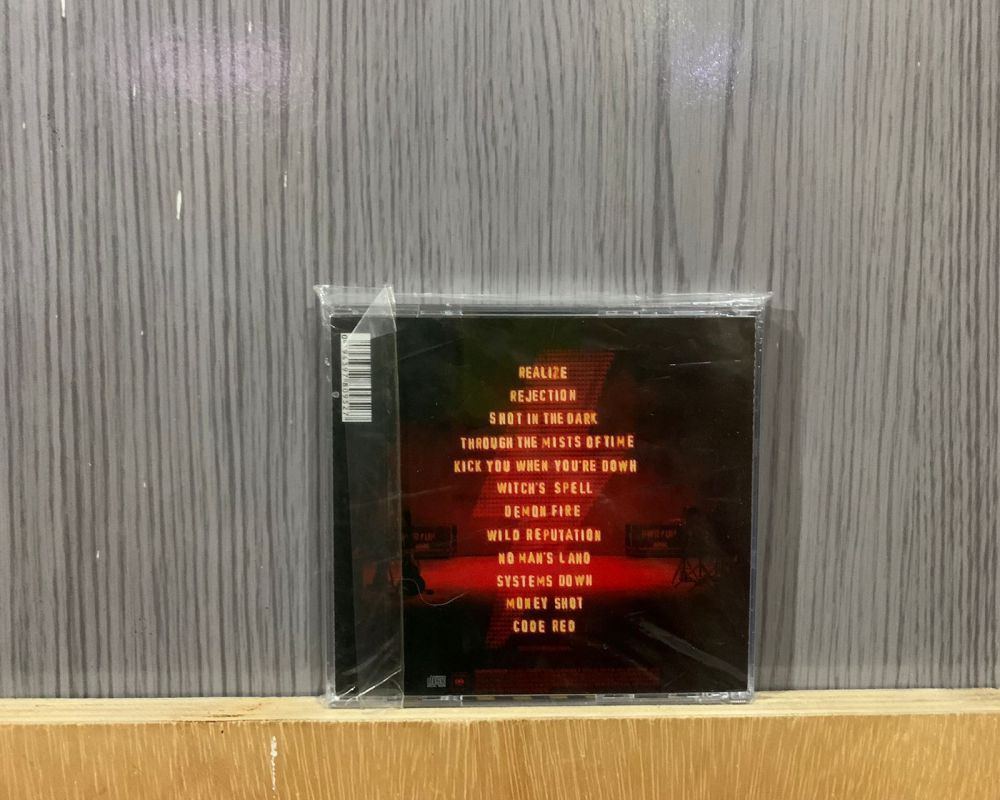 REALIZE
REJECTION
SHOT IN THE DARK
THROUGH THE MISTS OF TIME
KICK YOU WHEN YOU'RE DOWN
WITCH'S SPELL
DEMON FIRE
WILD REPUTATION
NO MAN'S LAND
SYSTEMS DOWN
MONEY SHOT
CODE RED